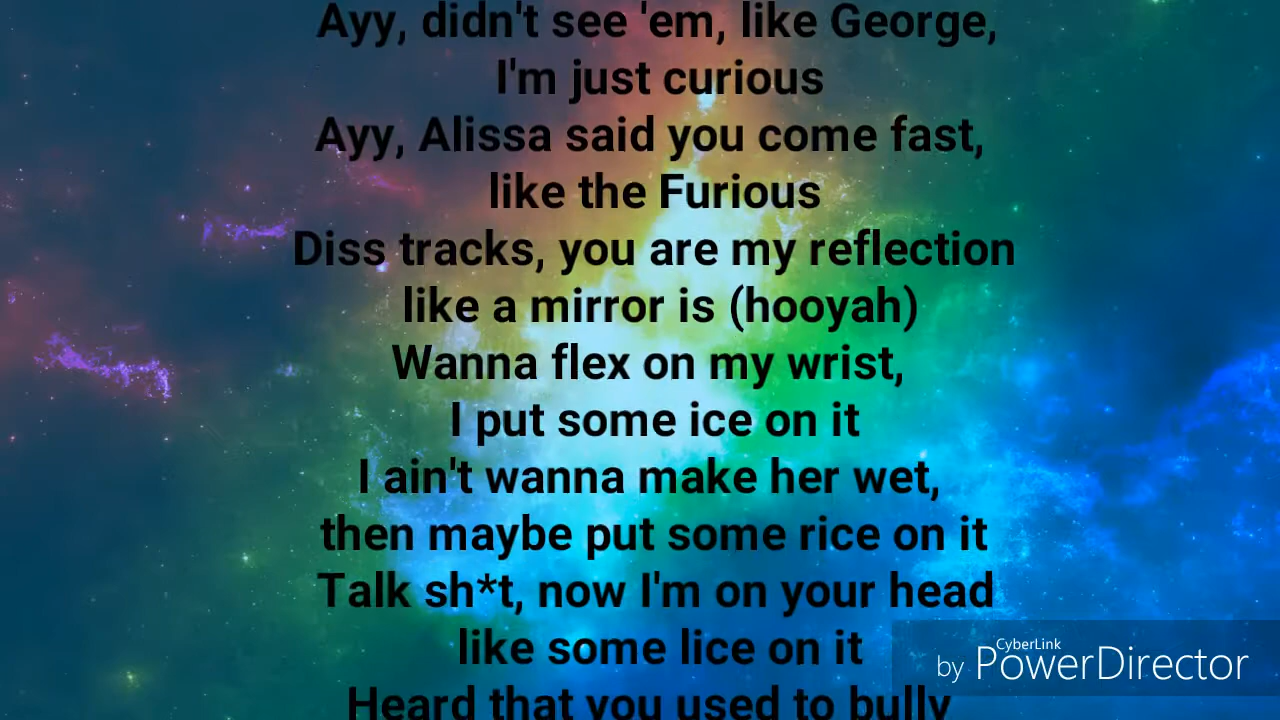 Ayy, didn't see 'em, like George,
I'm just curious
Ayy, Alissa said you come fast,
like the Furious
Diss tracks, you are my reflection
like a mirror is (hooyah)
Wanna flex on my wrist,
I put some ice on it
I ain't wanna make her wet,
then maybe put some rice on it
Talk sh*t, now I'm on your head
like some lice on it
Heard that you used to bully
by CyberLink PowerDirector